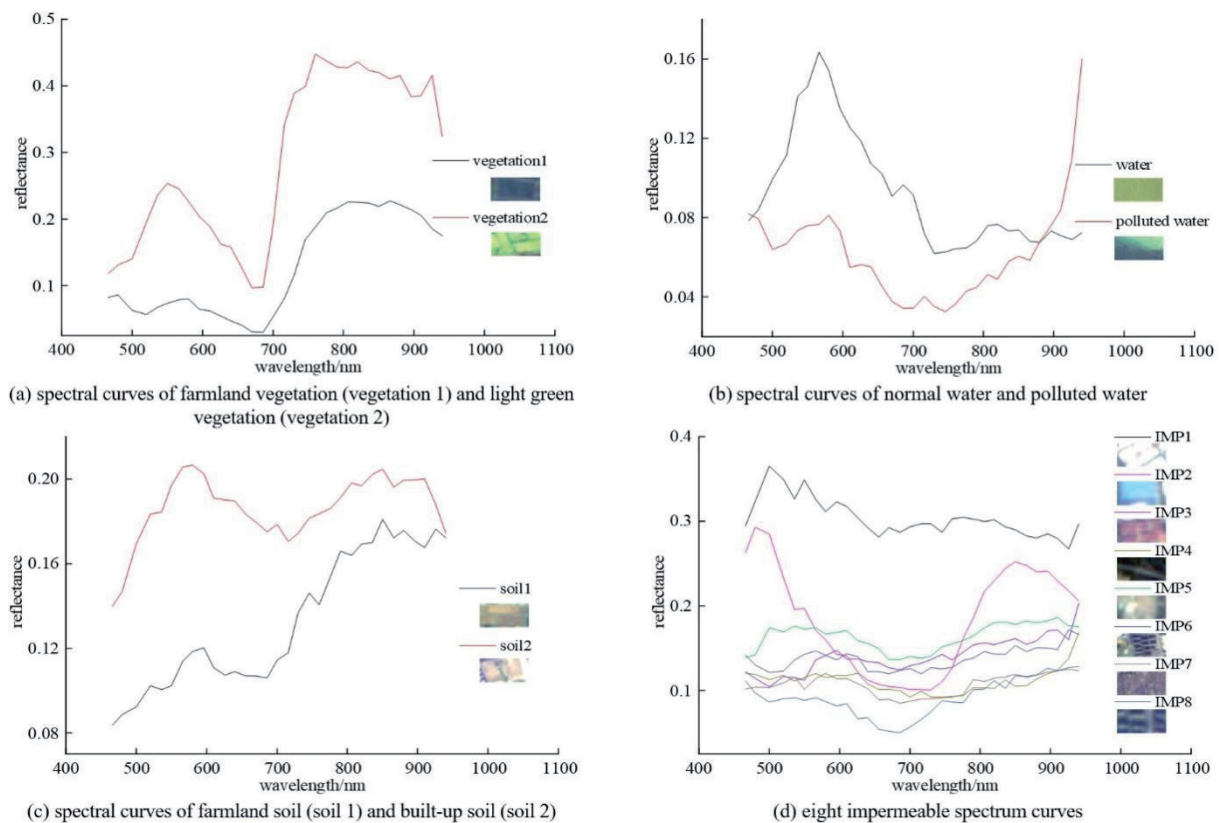 0.5
0.4
0.3
0.2
0.1
reflectance
vegetation1
vegetation2
400 500 600 700 800 900 1000 1100
wavelength/nm
(a) spectral curves of farmland vegetation (vegetation 1) and light green
vegetation (vegetation 2)
0.16
0.12
0.08
0.04
reflectance
water
polluted water
400 500 600 700 800 900 1000 1100
wavelength/nm
(b) spectral curves of normal water and polluted water
0.20
0.16
0.12
0.08
reflectance
soil1
soil2
400 500 600 700 800 900 1000 1100
wavelength/nm
(c) spectral curves of farmland soil (soil 1) and built-up soil (soil 2)
0.4
0.3
0.2
0.1
reflectance
IMP1
IMP2
IMP3
IMP4
IMP5
IMP6
IMP7
IMP8
400 500 600 700 800 900 1000 1100
wavelength/nm
(d) eight impermeable spectrum curves